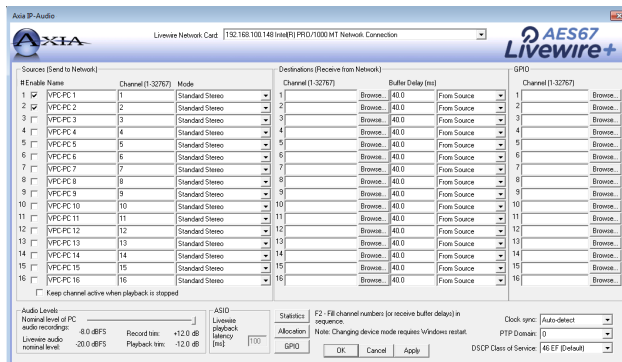 Axia IP-Audio
AXIA
Livewire Network Card: 192.168.100.148 Intel(R) PRO/1000 MT Network Connection
AES67
Livewire+
Sources (Send to Network)
# Enable Name Channel (1-32767) Mode
1 VPC-PC 1 1 Standard Stereo
2 VPC-PC 2 2 Standard Stereo
3 VPC-PC 3 3 Standard Stereo
4 VPC-PC 4 4 Standard Stereo
5 VPC-PC 5 5 Standard Stereo
6 VPC-PC 6 6 Standard Stereo
7 VPC-PC 7 7 Standard Stereo
8 VPC-PC 8 8 Standard Stereo
9 VPC-PC 9 9 Standard Stereo
10 VPC-PC 10 10 Standard Stereo
11 VPC-PC 11 11 Standard Stereo
12 VPC-PC 12 12 Standard Stereo
13 VPC-PC 13 13 Standard Stereo
14 VPC-PC 14 14 Standard Stereo
15 VPC-PC 15 15 Standard Stereo
16 VPC-PC 16 16 Standard Stereo
Keep channel active when playback is stopped
Destinations (Receive from Network)
Channel (1-32767) Buffer Delay (ms)
1 Browse... 40.0 From Source
2 Browse... 40.0 From Source
3 Browse... 40.0 From Source
4 Browse... 40.0 From Source
5 Browse... 40.0 From Source
6 Browse... 40.0 From Source
7 Browse... 40.0 From Source
8 Browse... 40.0 From Source
9 Browse... 40.0 From Source
10 Browse... 40.0 From Source
11 Browse... 40.0 From Source
12 Browse... 40.0 From Source
13 Browse... 40.0 From Source
14 Browse... 40.0 From Source
15 Browse... 40.0 From Source
16 Browse... 40.0 From Source
GPIO
Channel (1-32767)
1 Browse...
2 Browse...
3 Browse...
4 Browse...
5 Browse...
6 Browse...
7 Browse...
8 Browse...
9 Browse...
10 Browse...
11 Browse...
12 Browse...
13 Browse...
14 Browse...
15 Browse...
16 Browse...
Audio Levels
Nominal level of PC
audio recordings: -8.0 dBFS Record trim: +12.0 dB
Livewire audio
nominal level: -20.0 dBFS Playback trim: -12.0 dB
ASIO
Livewire
playback
latency
[ms]: 100
Statistics
Allocation
GPIO
F2 - Fill channel numbers (or receive buffer delays) in
sequence.
Note: Changing device mode requires Windows restart.
OK Cancel Apply
Clock sync: Auto-detect
PTP Domain: 0
DSCP Class of Service: 46 EF (Default)